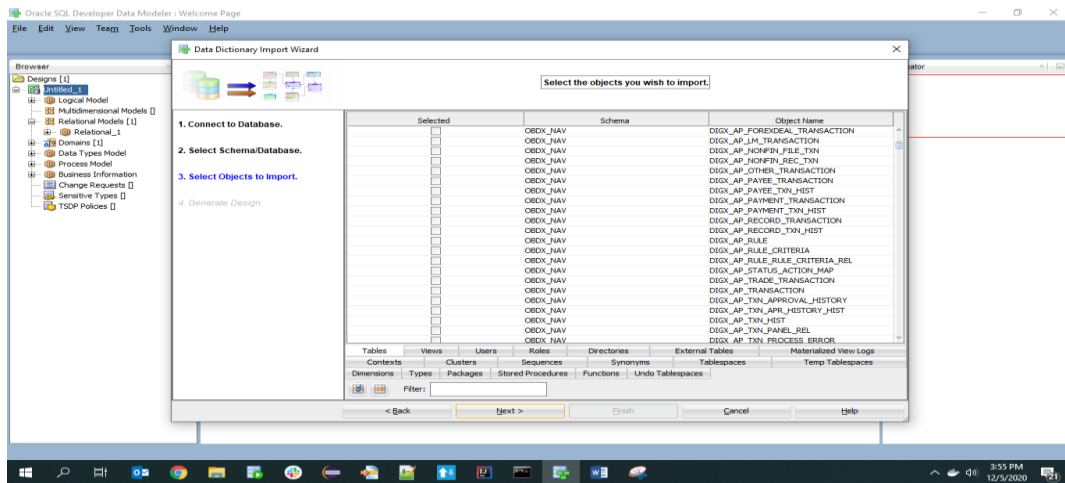 Oracle SQL Developer Data Modeler : Welcome Page
File Edit View Team Tools Window Help
Data Dictionary Import Wizard
Browser
Designs [1]
Untitled_1
Logical Model
Multidimensional Models []
Relational Models [1]
Relational_1
Domains [1]
Data Types Model
Process Model
Business Information
Change Requests []
Sensitive Types []
TSDP Policies []
Select the objects you wish to import.
1. Connect to Database.
2. Select Schema/Database.
3. Select Objects to Import.
4. Generate Design.
Selected Schema Object Name
OBDX_NAV DIGX_AP_FOREXDEAL_TRANSACTION
OBDX_NAV DIGX_AP_LM_TRANSACTION
OBDX_NAV DIGX_AP_NONFIN_FILE_TXN
OBDX_NAV DIGX_AP_NONFIN_REC_TXN
OBDX_NAV DIGX_AP_OTHER_TRANSACTION
OBDX_NAV DIGX_AP_PAYEE_TRANSACTION
OBDX_NAV DIGX_AP_PAYEE_TXN_HIST
OBDX_NAV DIGX_AP_PAYMENT_TRANSACTION
OBDX_NAV DIGX_AP_PAYMENT_TXN_HIST
OBDX_NAV DIGX_AP_RECORD_TRANSACTION
OBDX_NAV DIGX_AP_RECORD_TXN_HIST
OBDX_NAV DIGX_AP_RULE
OBDX_NAV DIGX_AP_RULE_CRITERIA
OBDX_NAV DIGX_AP_RULE_RULE_CRITERIA_REL
OBDX_NAV DIGX_AP_STATUS_ACTION_MAP
OBDX_NAV DIGX_AP_TRADE_TRANSACTION
OBDX_NAV DIGX_AP_TRANSACTION
OBDX_NAV DIGX_AP_TXN_APPROVAL_HISTORY
OBDX_NAV DIGX_AP_TXN_APR_HISTORY_HIST
OBDX_NAV DIGX_AP_TXN_HIST
OBDX_NAV DIGX_AP_TXN_PANEL_REL
OBDX_NAV DIGX_AP_TXN_PROCESS_ERROR
Tables Views Users Roles Directories External Tables Materialized View Logs
Contexts Clusters Sequences Synonyms Tablespaces Temp Tablespaces
Dimensions Types Packages Stored Procedures Functions Undo Tablespaces
Filter:
< Back Next > Finish Cancel Help
ator
3:55 PM
12/5/2020